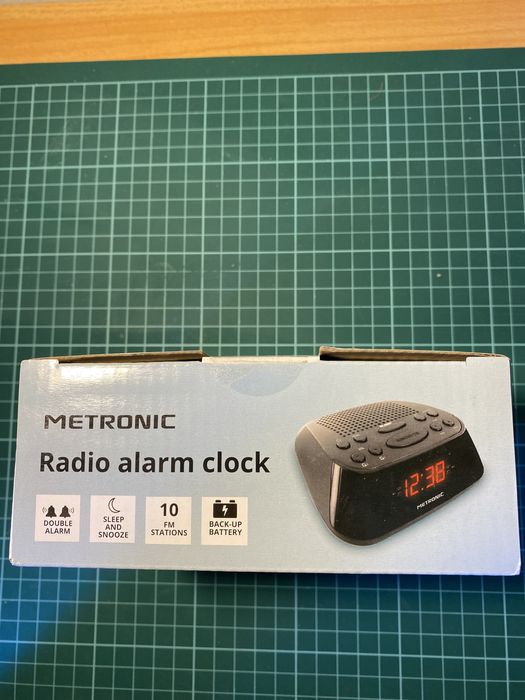 METRONIC
Radio alarm clock
DOUBLE
ALARM
SLEEP
AND
SNOOZE
10
FM
STATIONS
BACK-UP
BATTERY
12:38
METRONIC